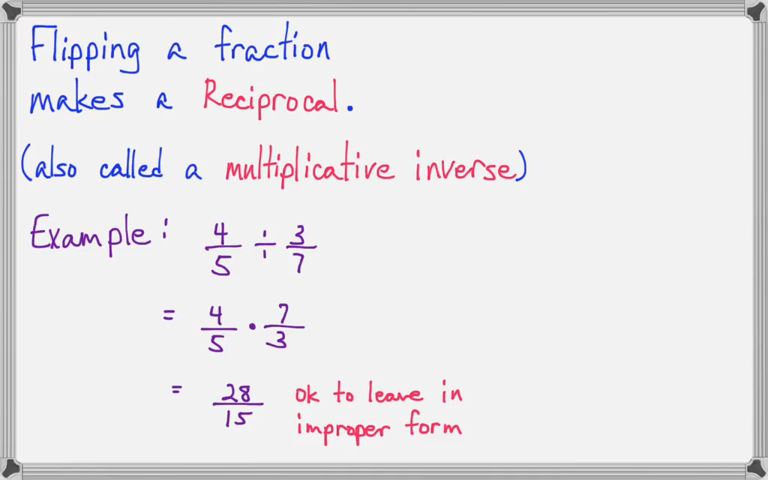 Flipping a fraction
makes a Reciprocal.
(also called a multiplicative inverse)
Example: 4/5 ÷ 3/7
= 4/5 · 7/3
= 28/15 ok to leave in
improper form